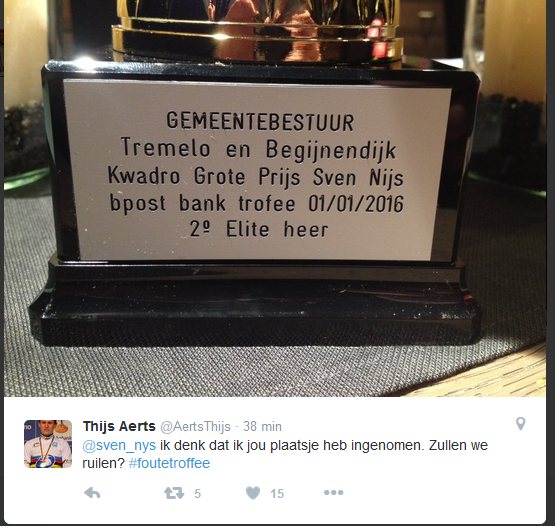 GEMEENTEBESTUUR
Tremelo en Begijnendijk
Kwadro Grote Prijs Sven Nijs
bpost bank trofee 01/01/2016
2º Elite heer
Thijs Aerts @AertsThijs · 38 min
@sven_nys ik denk dat ik jou plaatsje heb ingenomen. Zullen we
ruilen? #foutetroffee
5 15